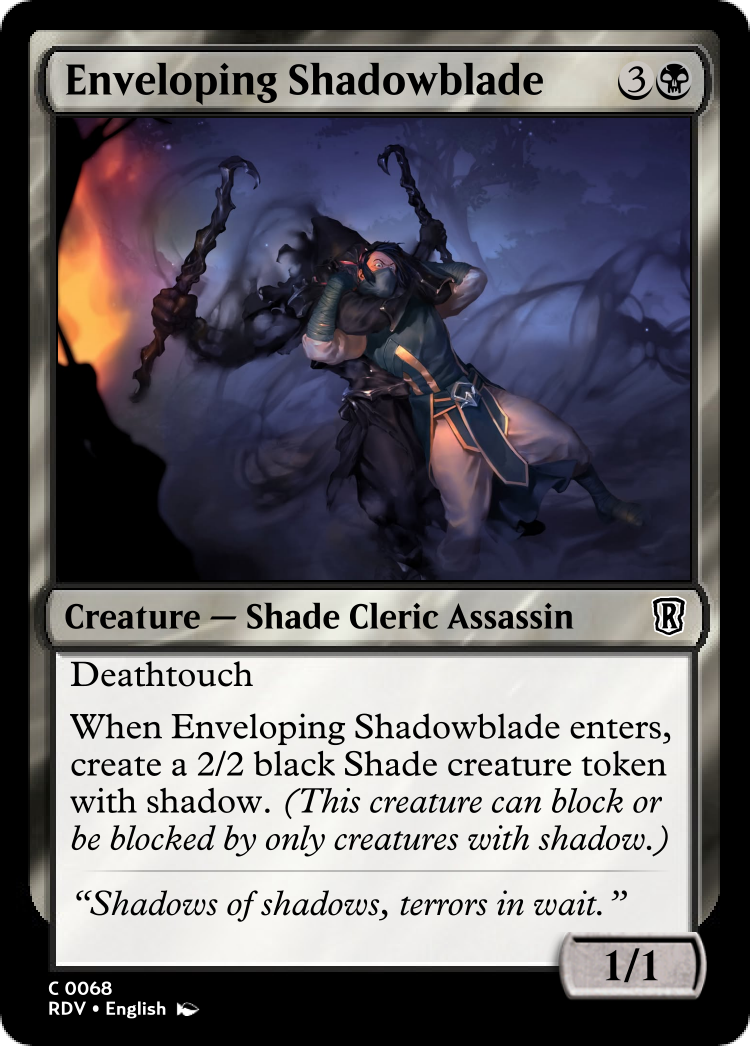 Enveloping Shadowblade 3
Creature — Shade Cleric Assassin R
Deathtouch
When Enveloping Shadowblade enters,
create a 2/2 black Shade creature token
with shadow. (This creature can block or
be blocked by only creatures with shadow.)
“Shadows of shadows, terrors in wait.”
1/1
C 0068
RDV • English